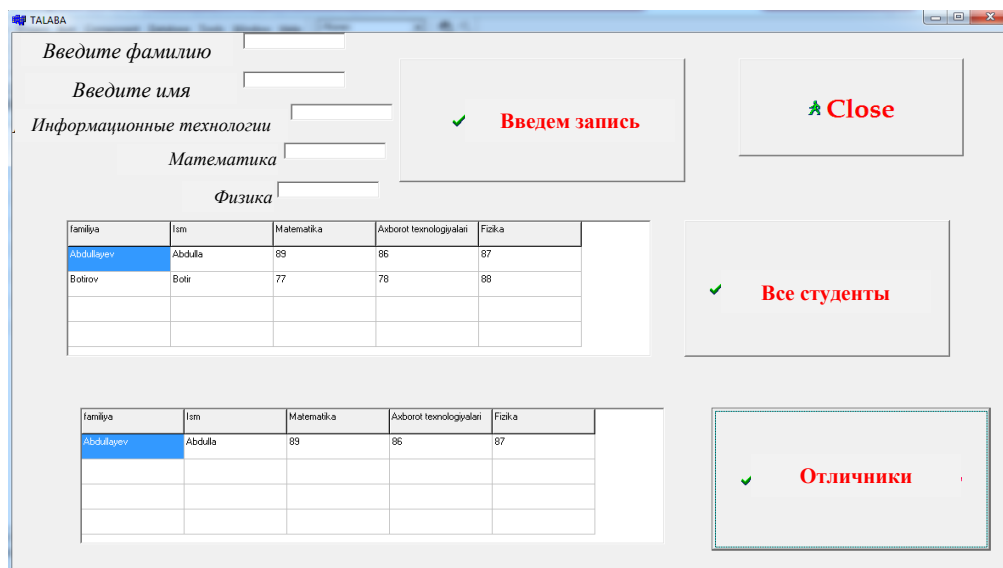 TALABA
Введите фамилию
Введите имя
Информационные технологии
Математика
Физика
Введем запись
Close
familiya Ism Matematika Axborot texnologiyalari Fizika
Abdullayev Abdulla 89 86 87
Botirov Botir 77 78 88
Все студенты
familiya Ism Matematika Axborot texnologiyalari Fizika
Abdullayev Abdulla 89 86 87
Отличники